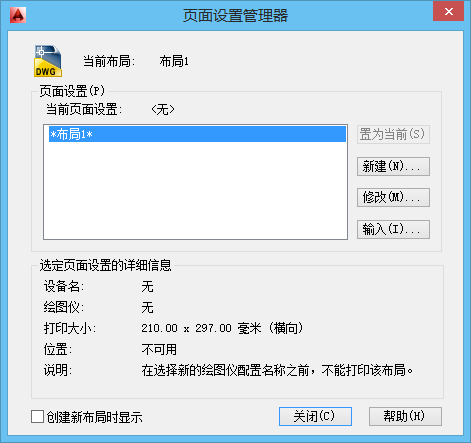 页面设置管理器
DWG
当前布局: 布局1
页面设置(P)
当前页面设置: <无>
*布局1*
置为当前(S)
新建(N)...
修改(M)...
输入(I)...
选定页面设置的详细信息
设备名: 无
绘图仪: 无
打印大小: 210.00 x 297.00 毫米 (横向)
位置: 不可用
说明: 在选择新的绘图仪配置名称之前，不能打印该布局。
创建新布局时显示
关闭(C)
帮助(H)